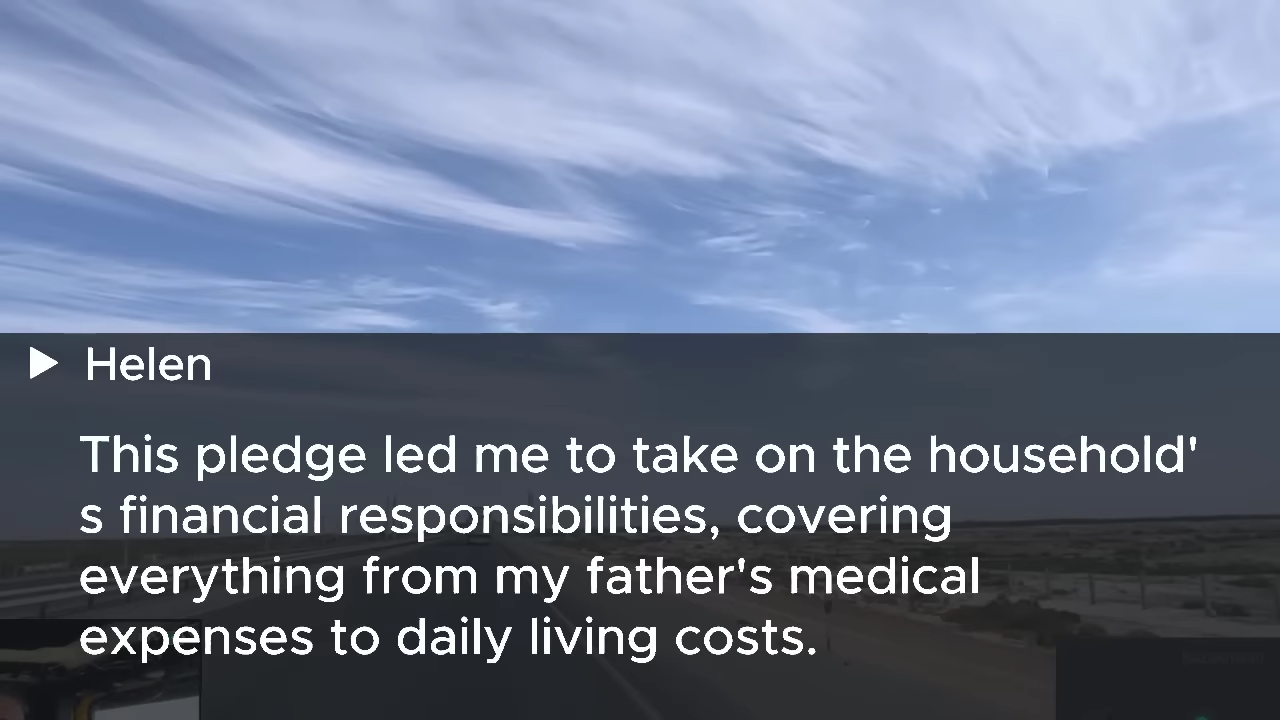 Helen
This pledge led me to take on the household'
s financial responsibilities, covering
everything from my father's medical
expenses to daily living costs.